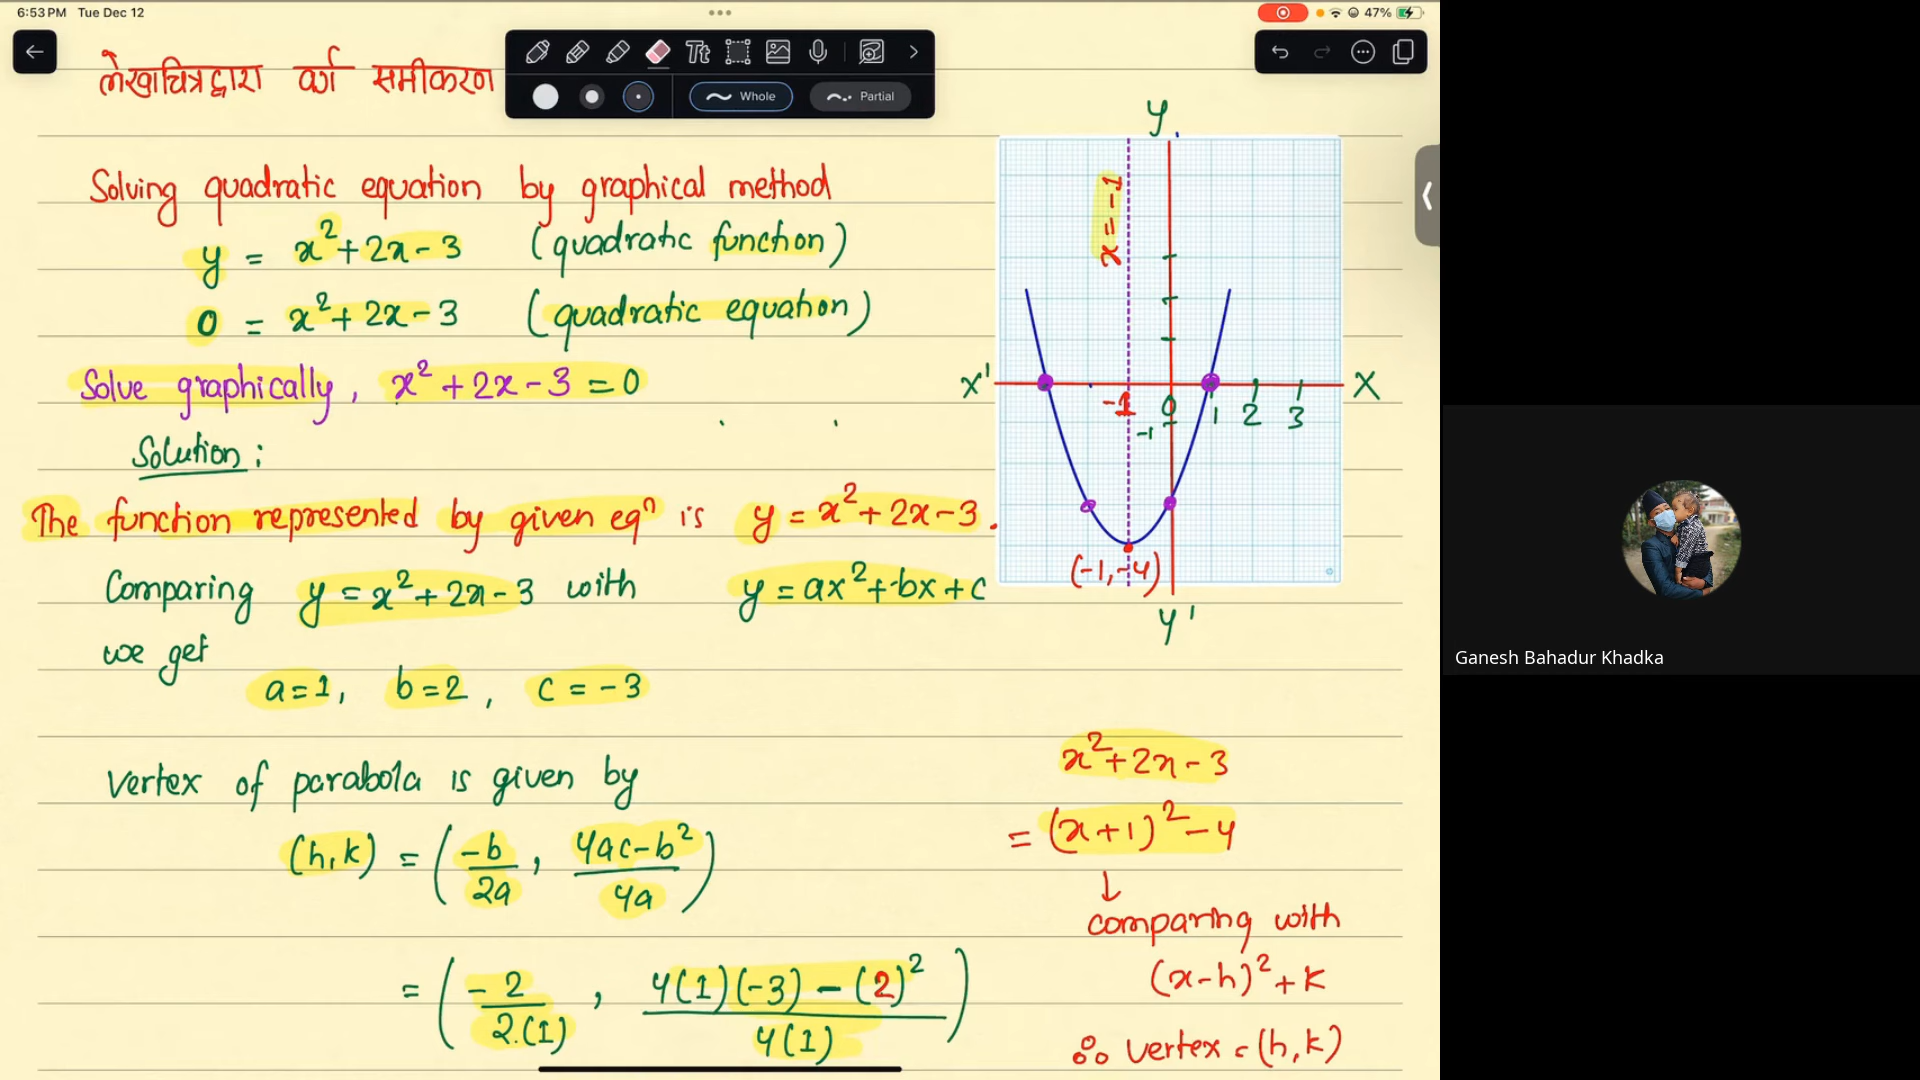 6:53 PM Tue Dec 12
47%
Tt
Whole
Partial
लेखाचित्रद्वारा वर्ग समीकरण
Solving quadratic equation by graphical method
y = x²+2x-3 (quadratic function)
0 = x²+2x-3 (quadratic equation)
Solve graphically, x²+2x-3=0
Solution:
The function represented by given eqⁿ is y = x²+2x-3.
Comparing y = x²+2x-3 with y = ax²+bx+c
we get
a=1, b=2, c=-3
Vertex of parabola is given by
(h,k) = (-b/2a, 4ac-b²/4a)
= (-2/2.(1), 4(1)(-3)-(2)²/4(1))
Y
x=-1
X'
X
-1
0
1
2
3
-1
(-1,-4)
Y'
x²+2x-3
= (x+1)²-4
↓
comparing with
(x-h)²+k
∴ vertex = (h,k)
Ganesh Bahadur Khadka